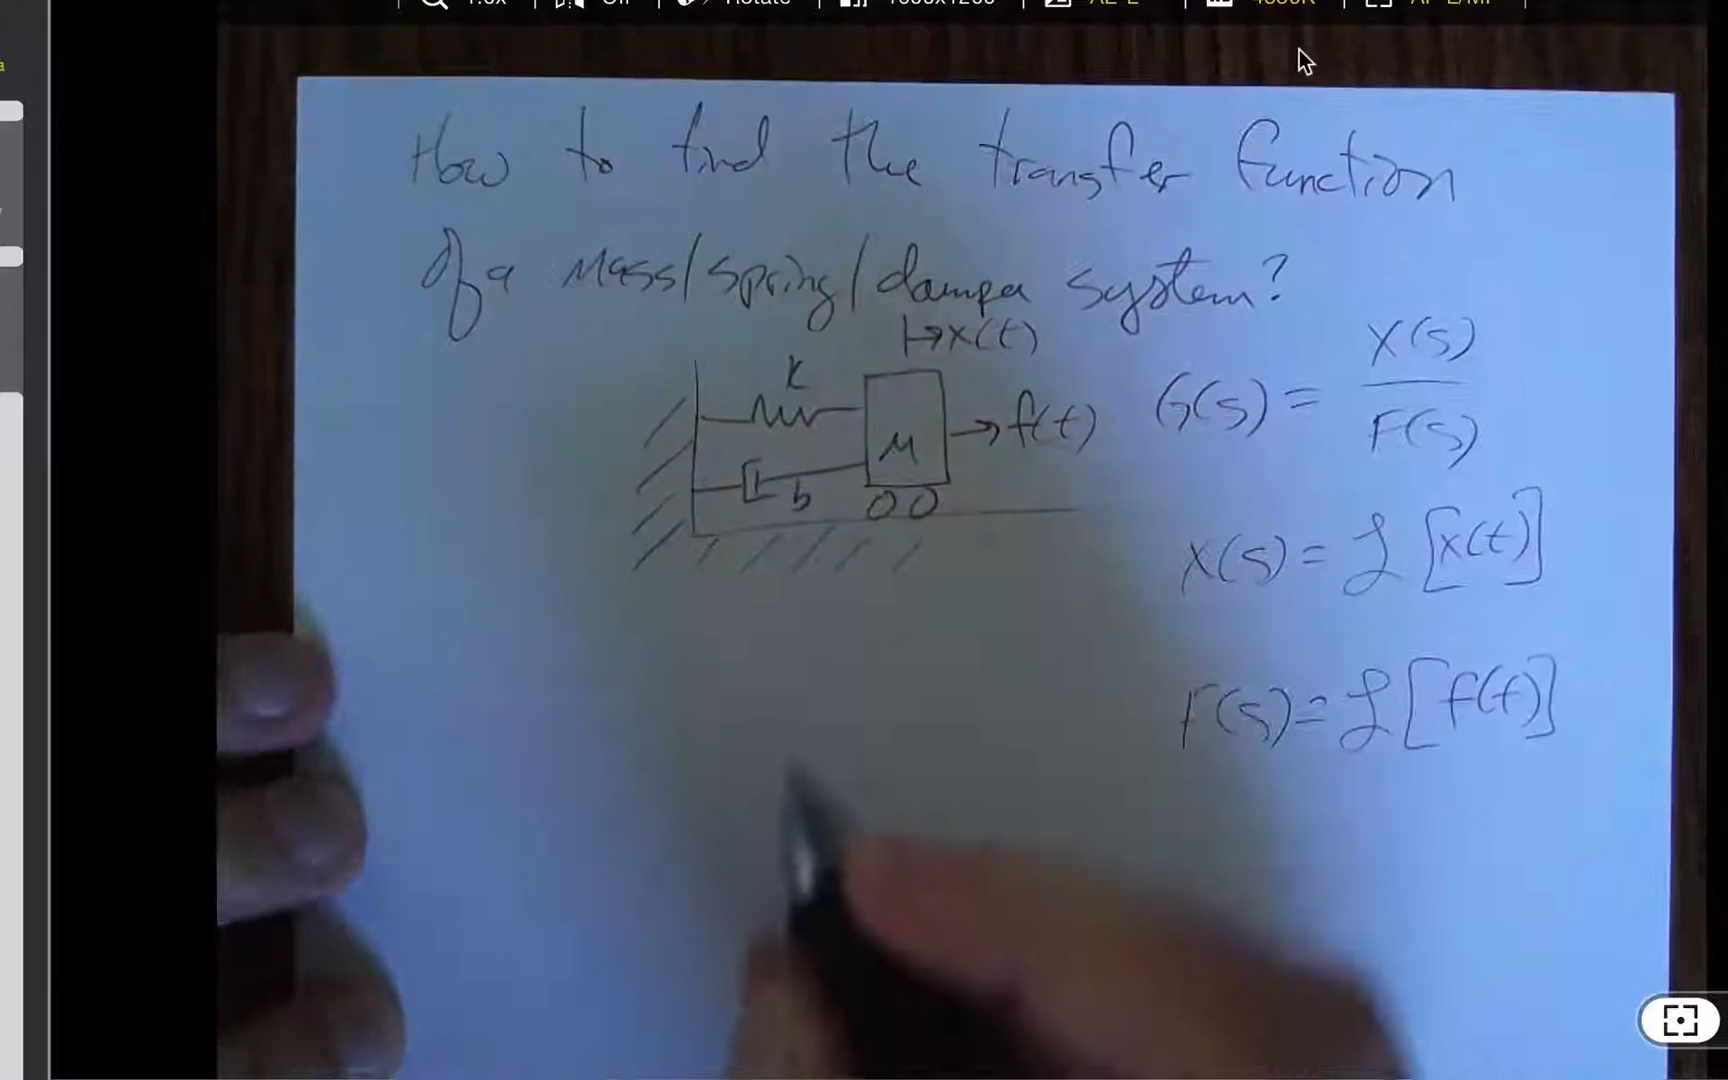 How to find the transfer function
of a Mass/spring/damper system?
↦x(t)
k
M
→f(t)
b
G(s) = X(s) / F(s)
X(s) = ℒ [x(t)]
F(s) = ℒ [f(t)]